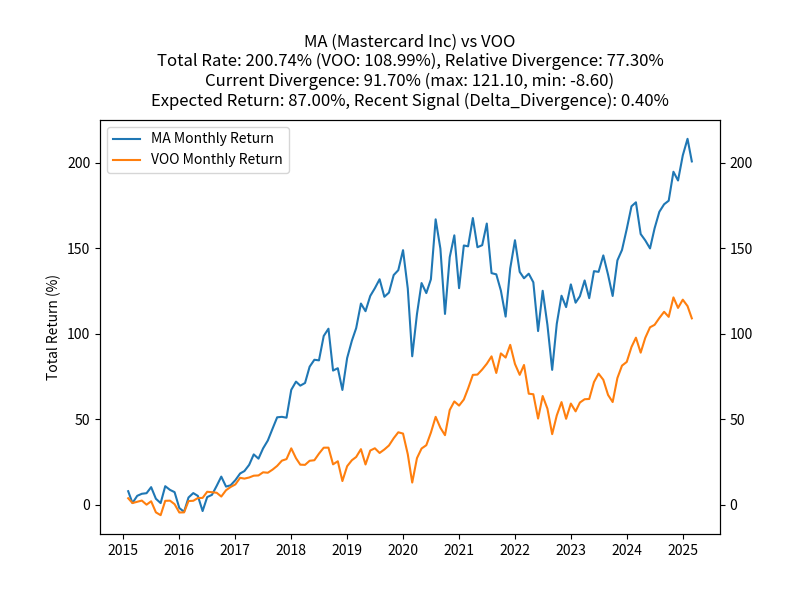 MA (Mastercard Inc) vs VOO
Total Rate: 200.74% (VOO: 108.99%), Relative Divergence: 77.30%
Current Divergence: 91.70% (max: 121.10, min: -8.60)
Expected Return: 87.00%, Recent Signal (Delta_Divergence): 0.40%
MA Monthly Return
VOO Monthly Return
Total Return (%)
200
150
100
50
0
200
150
100
50
0
2015 2016 2017 2018 2019 2020 2021 2022 2023 2024 2025